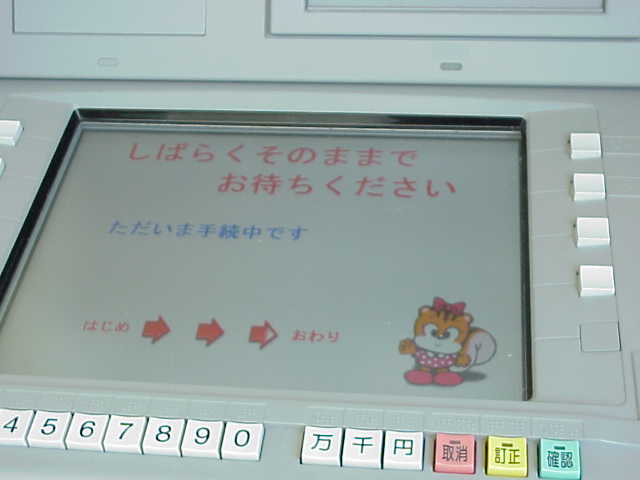 しばらくそのままで
お待ちください
ただいま手続中です
はじめ おわり
4 5 6 7 8 9 0 万 千 円 取消 訂正 確認